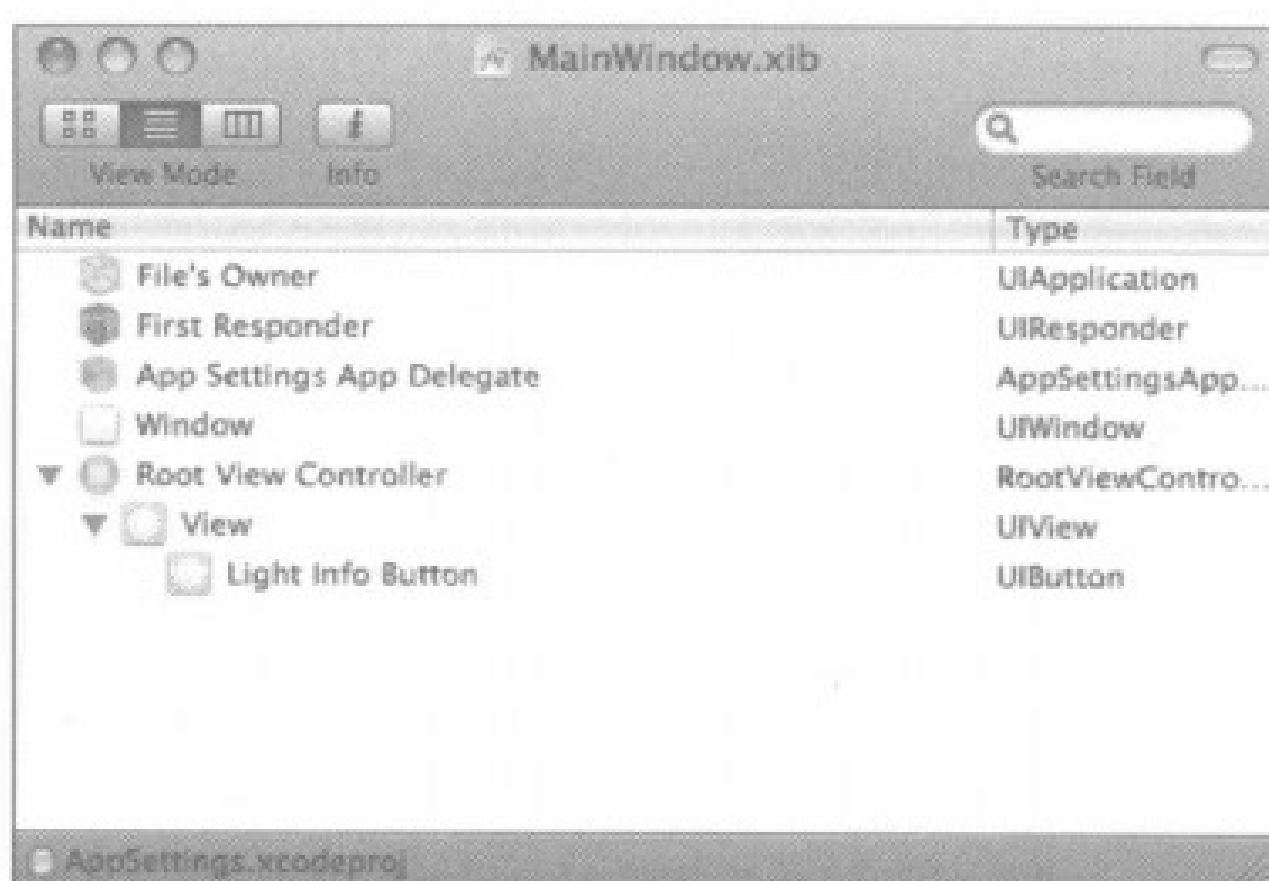 MainWindow.xib
View Mode Info Search Field
Name Type
File's Owner UIApplication
First Responder UIResponder
App Settings App Delegate AppSettingsApp...
Window UIWindow
Root View Controller RootViewContro...
View UIView
Light Info Button UIButton
AppSettings.xcodeproj